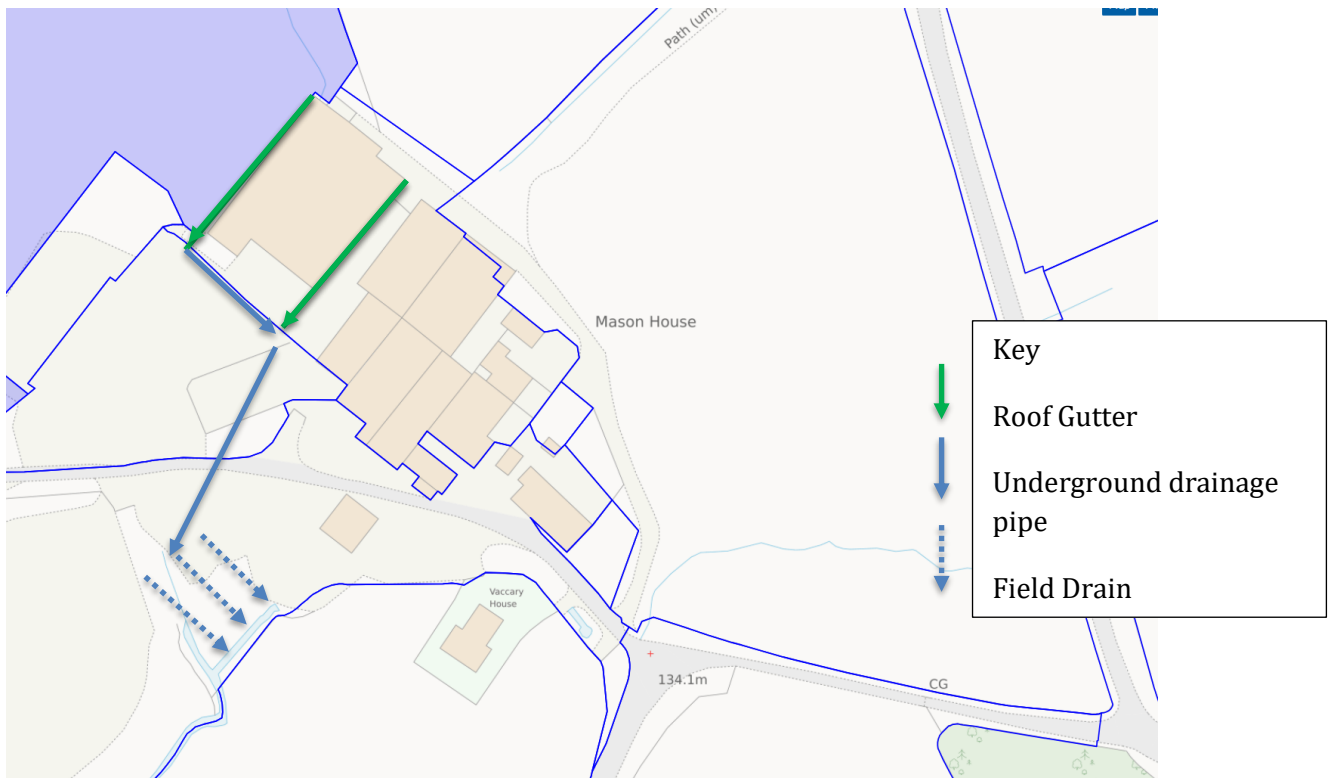 Path (um)
Mason House
Key
Roof Gutter
Underground drainage
pipe
Field Drain
Vaccary
House
134.1m
CG